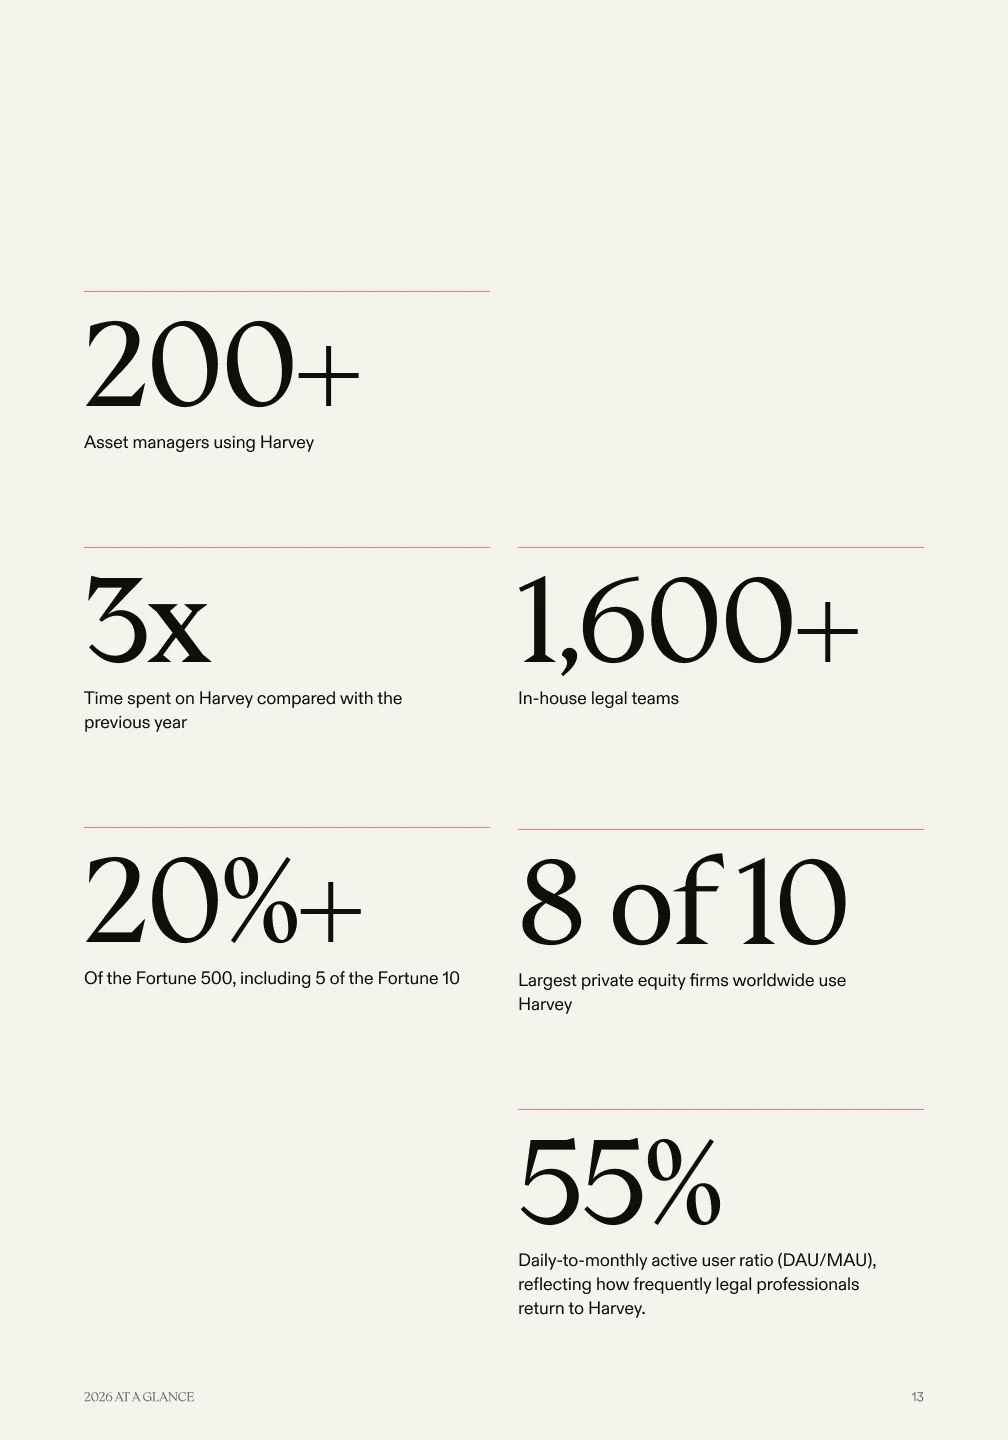 200+
Asset managers using Harvey
3x
Time spent on Harvey compared with the
previous year
1,600+
In-house legal teams
20%+
Of the Fortune 500, including 5 of the Fortune 10
8 of 10
Largest private equity firms worldwide use
Harvey
55%
Daily-to-monthly active user ratio (DAU/MAU),
reflecting how frequently legal professionals
return to Harvey.
2026 AT A GLANCE
13